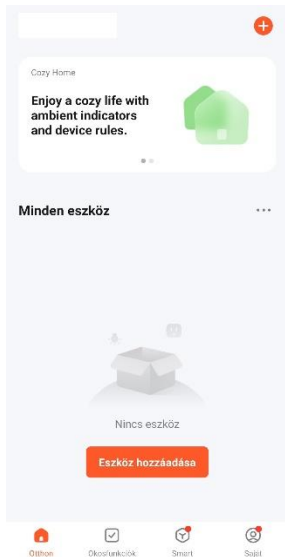 Cozy Home
Enjoy a cozy life with
ambient indicators
and device rules.
Minden eszköz
Nincs eszköz
Eszköz hozzáadása
Otthon
Okosfunkciók
Smart
Saját